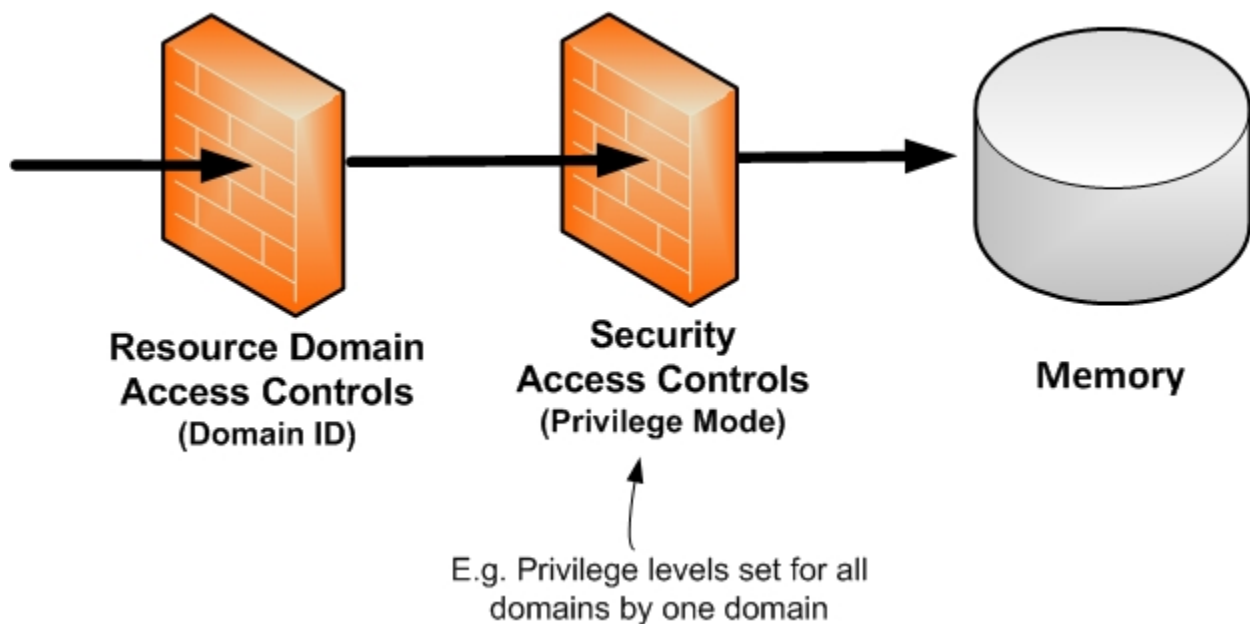 Resource Domain
Access Controls
(Domain ID)
Security
Access Controls
(Privilege Mode)
Memory
E.g. Privilege levels set for all
domains by one domain